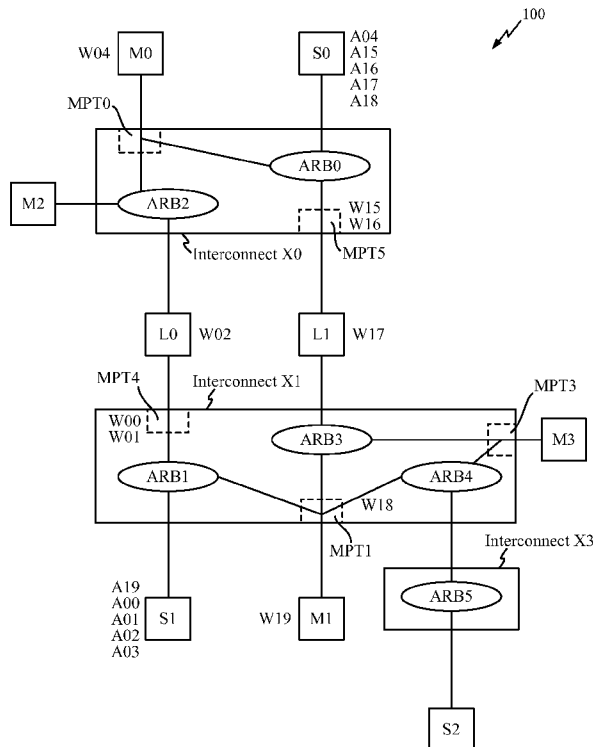 100
W04
M0
S0
A04
A15
A16
A17
A18
MPT0
ARB0
M2
ARB2
W15
W16
MPT5
Interconnect X0
L0
W02
L1
W17
MPT4
Interconnect X1
MPT3
W00
W01
ARB3
M3
ARB1
ARB4
W18
MPT1
Interconnect X3
A19
A00
A01
A02
A03
S1
W19
M1
ARB5
S2